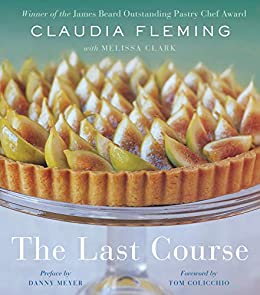 Winner of the James Beard Outstanding Pastry Chef Award
CLAUDIA FLEMING
with MELISSA CLARK
The Last Course
Preface by
DANNY MEYER
Foreword by
TOM COLICCHIO